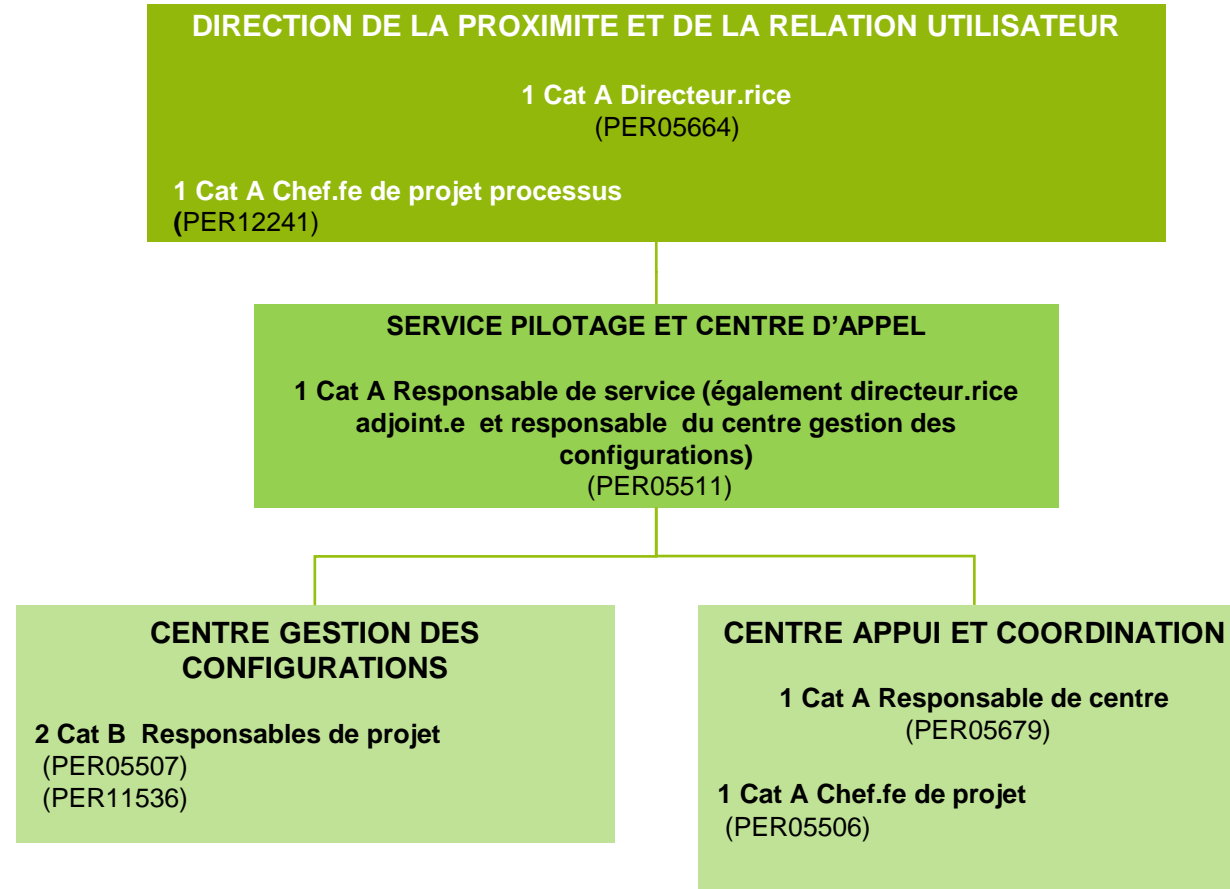 DIRECTION DE LA PROXIMITE ET DE LA RELATION UTILISATEUR
1 Cat A Directeur.rice
(PER05664)
1 Cat A Chef.fe de projet processus
(PER12241)
SERVICE PILOTAGE ET CENTRE D’APPEL
1 Cat A Responsable de service (également directeur.rice
adjoint.e et responsable du centre gestion des
configurations)
(PER05511)
CENTRE GESTION DES
CONFIGURATIONS
2 Cat B Responsables de projet
(PER05507)
(PER11536)
CENTRE APPUI ET COORDINATION
1 Cat A Responsable de centre
(PER05679)
1 Cat A Chef.fe de projet
(PER05506)